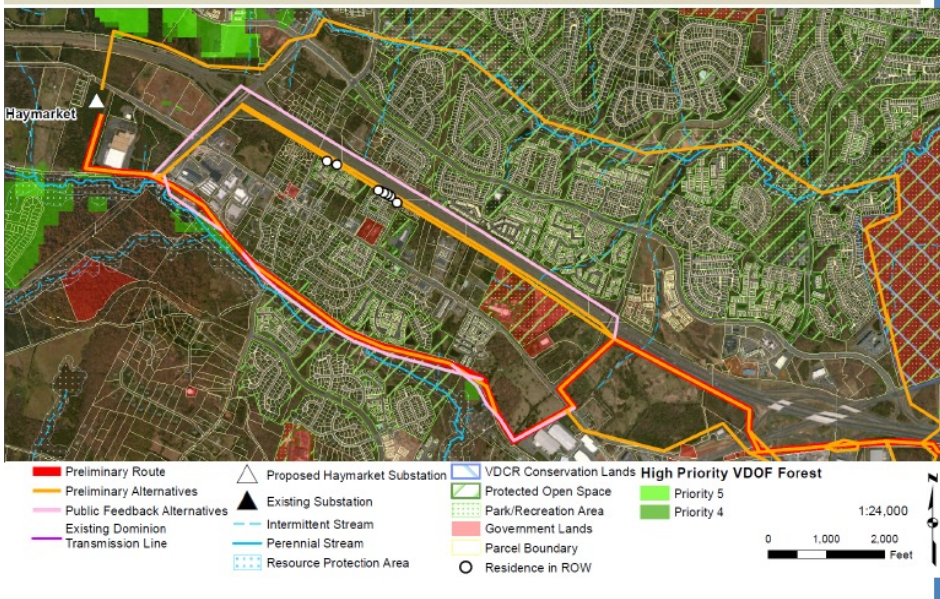 Haymarket
Preliminary Route
Preliminary Alternatives
Public Feedback Alternatives
Existing Dominion
Transmission Line
Proposed Haymarket Substation
Existing Substation
Intermittent Stream
Perennial Stream
Resource Protection Area
VDCR Conservation Lands
Protected Open Space
Park/Recreation Area
Government Lands
Parcel Boundary
Residence in ROW
High Priority VDOF Forest
Priority 5
Priority 4
1:24,000
0 1,000 2,000
Feet
N